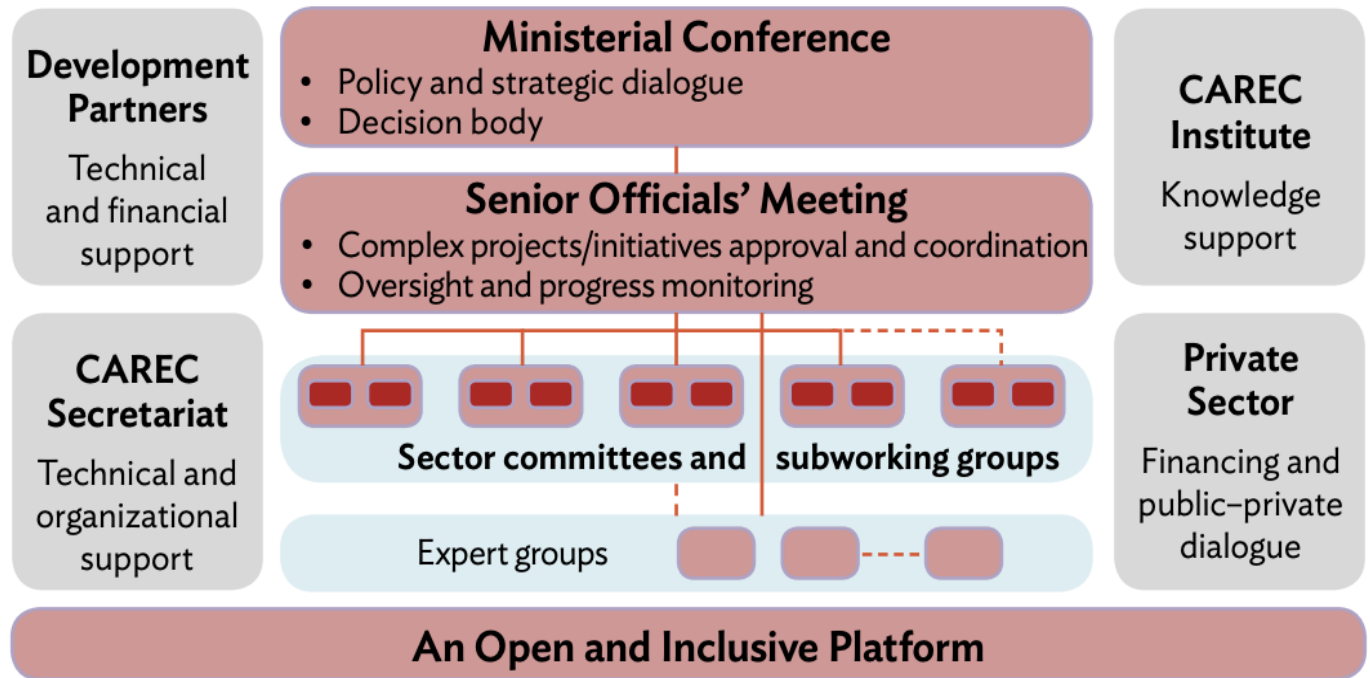 Development
Partners
Technical
and financial
support
Ministerial Conference
• Policy and strategic dialogue
• Decision body
CAREC
Institute
Knowledge
support
Senior Officials’ Meeting
• Complex projects/initiatives approval and coordination
• Oversight and progress monitoring
CAREC
Secretariat
Technical and
organizational
support
Sector committees and subworking groups
Expert groups
Private
Sector
Financing and
public–private
dialogue
An Open and Inclusive Platform